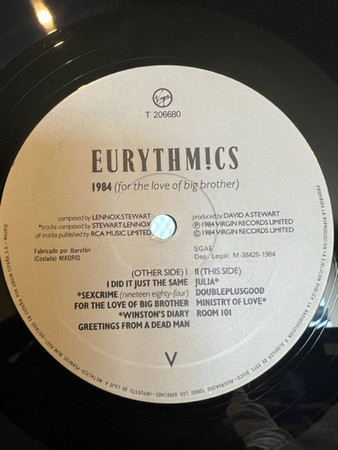 Virgin
T 206680
EURYTHM!CS
1984 (for the love of big brother)
composed by LENNOX:STEWART
*tracks composed by STEWART:LENNOX
all tracks published by RCA MUSIC LIMITED
produced by DAVID A STEWART
Ⓟ 1984 VIRGIN RECORDS LIMITED
© 1984 VIRGIN RECORDS LIMITED
Fabricado por Iberofón
(Coslada) MADRID
SGAE
Dep. Legal: M-38426-1984
(OTHER SIDE) I II (THIS SIDE)
I DID IT JUST THE SAME JULIA*
*SEXCRIME (nineteen eighty-four) DOUBLEPLUSGOOD
FOR THE LOVE OF BIG BROTHER MINISTRY OF LOVE*
*WINSTON'S DIARY ROOM 101
GREETINGS FROM A DEAD MAN
V